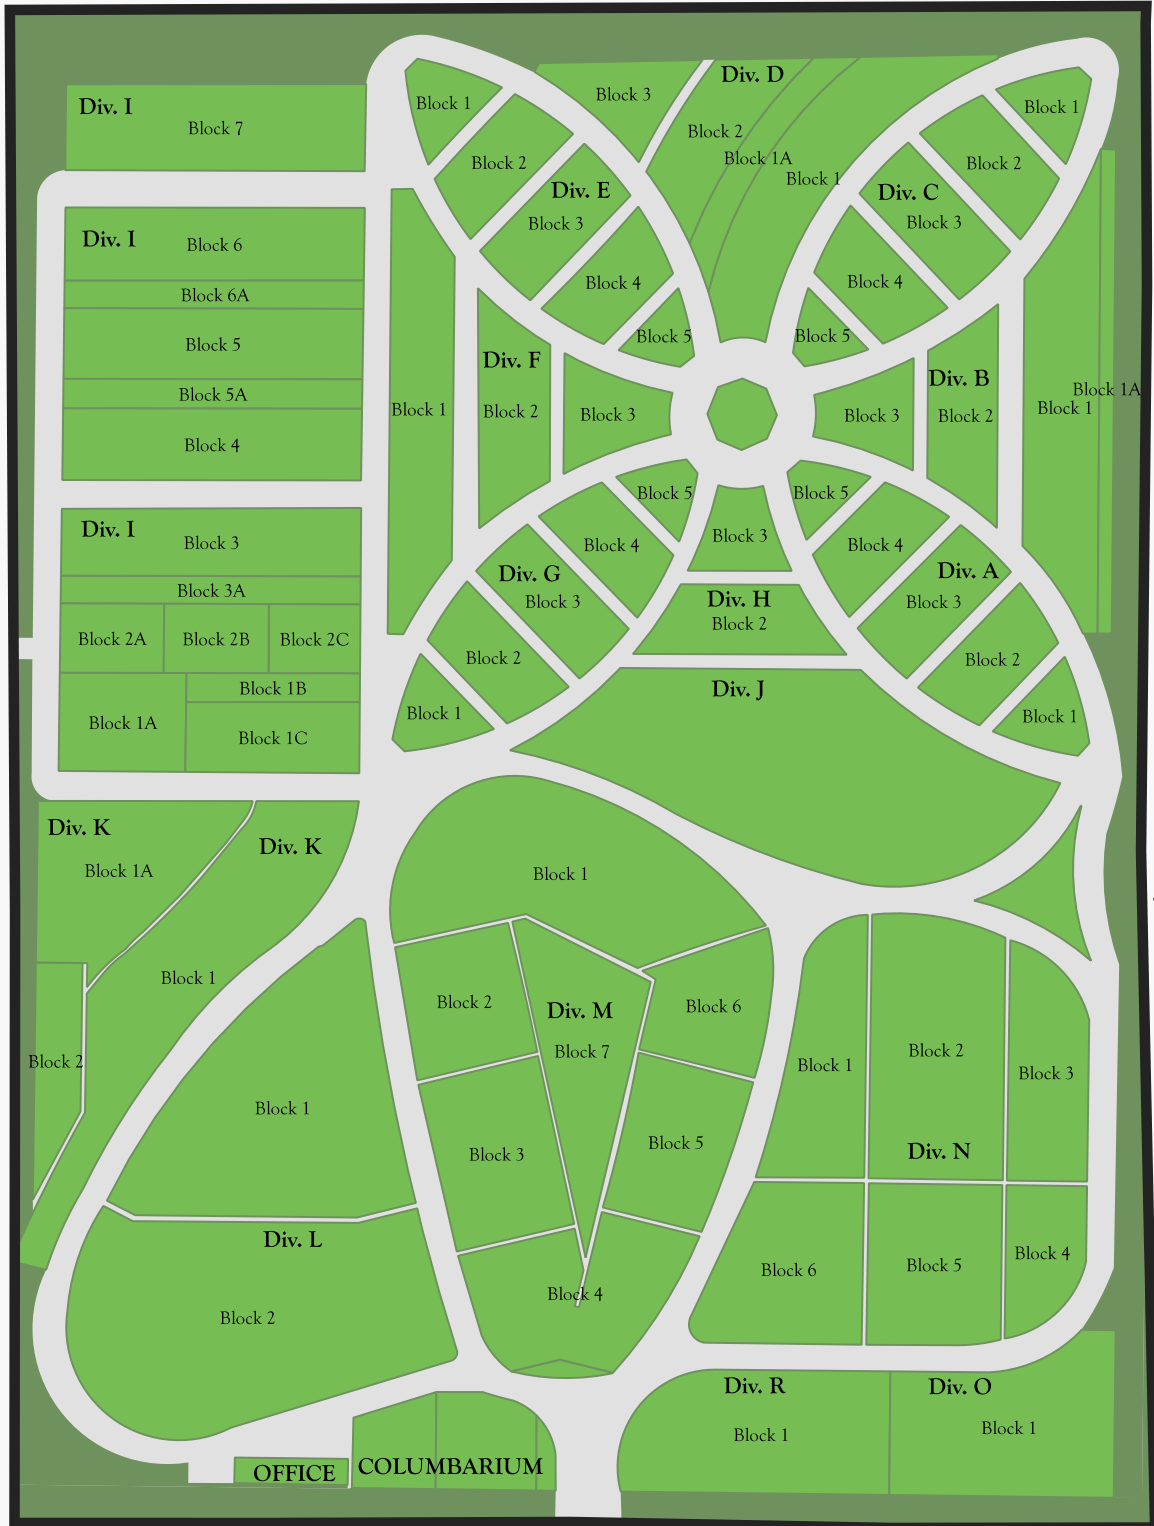 Div. I
Block 7
Div. I
Block 6
Block 6A
Block 5
Block 5A
Block 4
Div. I
Block 3
Block 3A
Block 2A
Block 2B
Block 2C
Block 1A
Block 1B
Block 1C
Block 1
Block 2
Div. E
Block 3
Block 4
Block 5
Div. D
Block 3
Block 2
Block 1A
Block 1
Block 1
Block 2
Div. C
Block 3
Block 4
Block 5
Div. F
Block 1
Block 2
Block 3
Div. B
Block 3
Block 2
Block 1
Block 1A
Block 5
Block 4
Div. G
Block 3
Block 2
Block 1
Block 3
Div. H
Block 2
Block 5
Block 4
Div. A
Block 3
Block 2
Block 1
Div. J
Div. K
Block 1A
Div. K
Block 1
Block 2
Block 1
Div. L
Block 2
Block 1
Block 2
Div. M
Block 7
Block 6
Block 3
Block 5
Block 4
Block 1
Block 2
Block 3
Div. N
Block 6
Block 5
Block 4
Div. R
Block 1
Div. O
Block 1
OFFICE
COLUMBARIUM